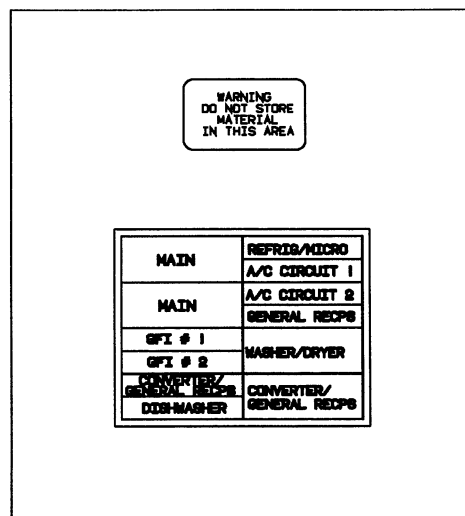 WARNING
DO NOT STORE
MATERIAL
IN THIS AREA
MAIN
REFRIG/MICRO
A/C CIRCUIT 1
MAIN
A/C CIRCUIT 2
GENERAL RECPS
GFI # 1
GFI # 2
WASHER/DRYER
CONVERTER/
GENERAL RECPS
DISHWASHER
CONVERTER/
GENERAL RECPS